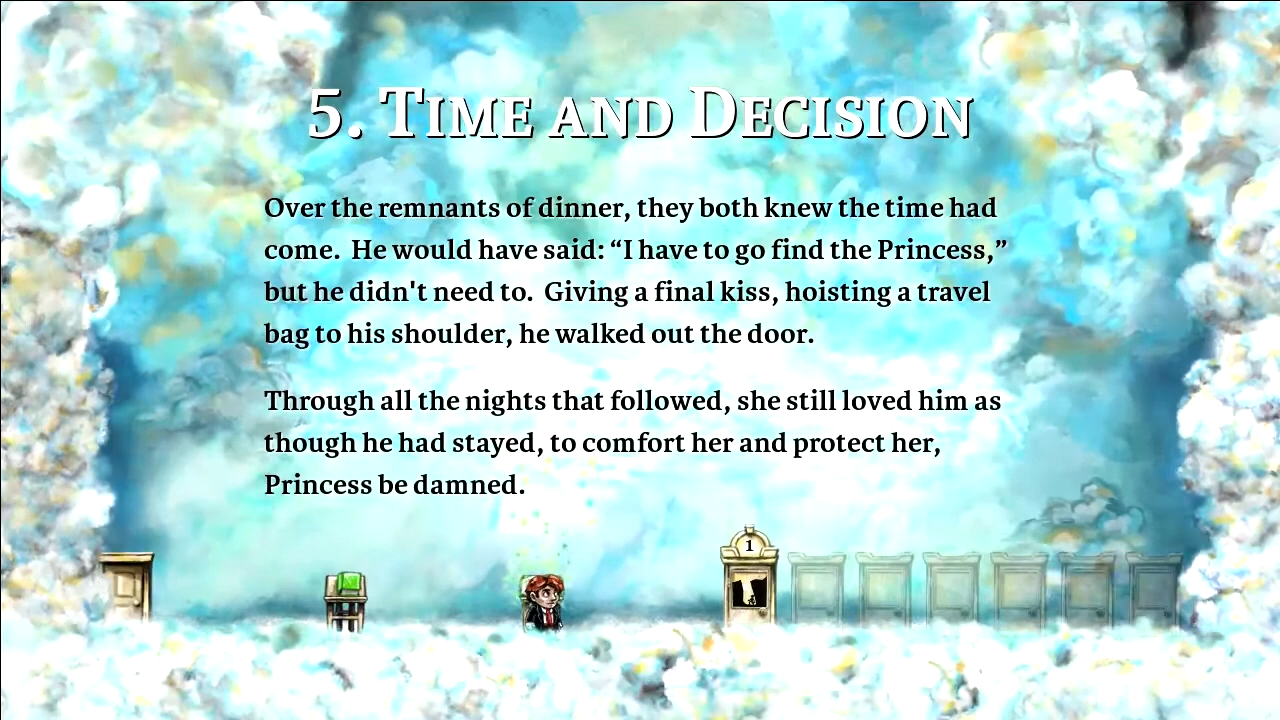 5. Time and Decision
Over the remnants of dinner, they both knew the time had
come.  He would have said: “I have to go find the Princess,”
but he didn't need to.  Giving a final kiss, hoisting a travel
bag to his shoulder, he walked out the door.
Through all the nights that followed, she still loved him as
though he had stayed, to comfort her and protect her,
Princess be damned.
1